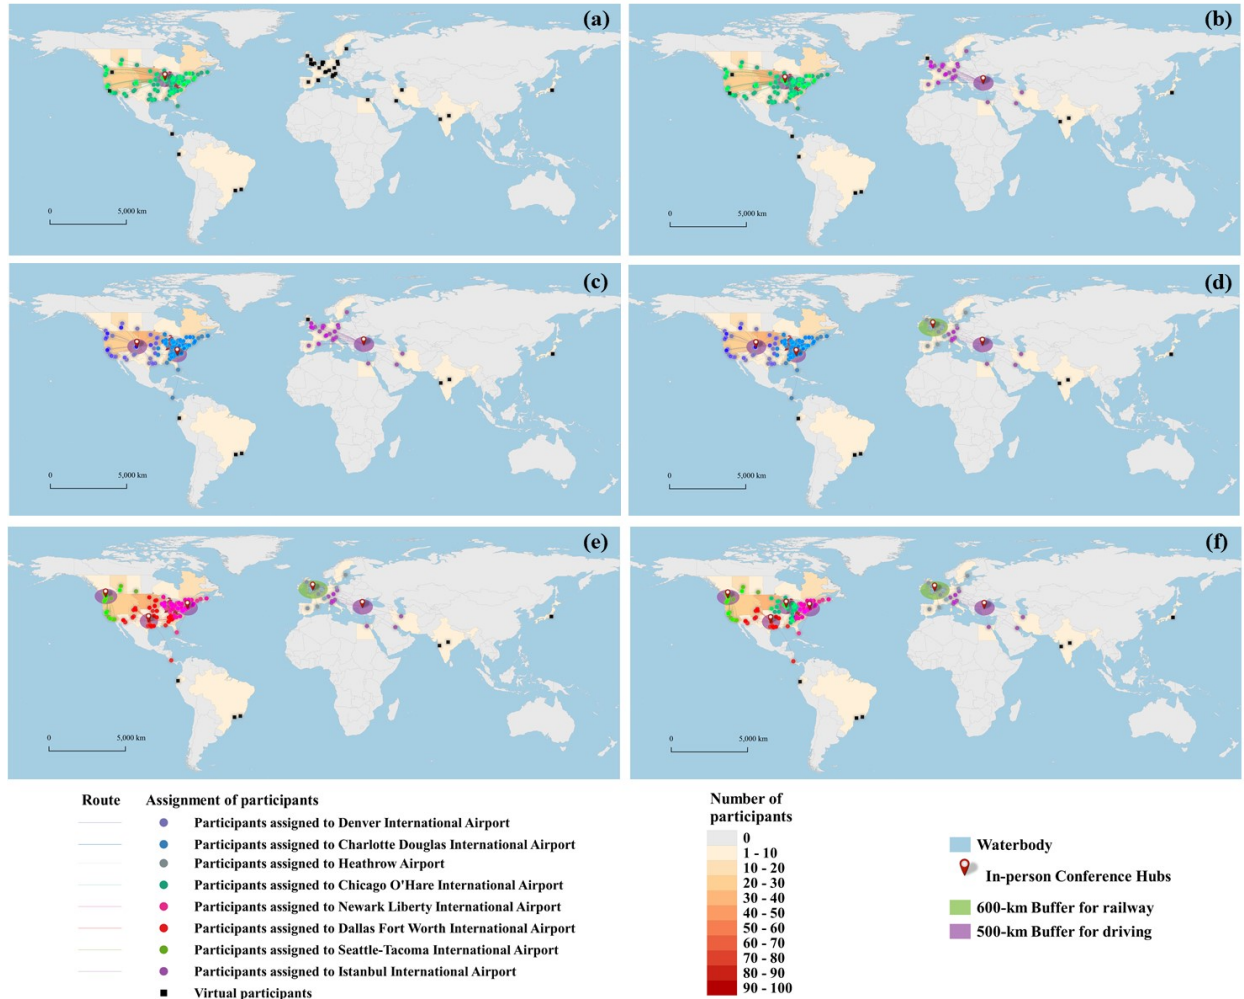 (a)
(b)
0 5,000 km
0 5,000 km
(c)
(d)
0 5,000 km
0 5,000 km
(e)
(f)
0 5,000 km
0 5,000 km
Route Assignment of participants
Participants assigned to Denver International Airport
Participants assigned to Charlotte Douglas International Airport
Participants assigned to Heathrow Airport
Participants assigned to Chicago O'Hare International Airport
Participants assigned to Newark Liberty International Airport
Participants assigned to Dallas Fort Worth International Airport
Participants assigned to Seattle-Tacoma International Airport
Participants assigned to Istanbul International Airport
Virtual participants
Number of
participants
0
1 - 10
10 - 20
20 - 30
30 - 40
40 - 50
50 - 60
60 - 70
70 - 80
80 - 90
90 - 100
Waterbody
In-person Conference Hubs
600-km Buffer for railway
500-km Buffer for driving